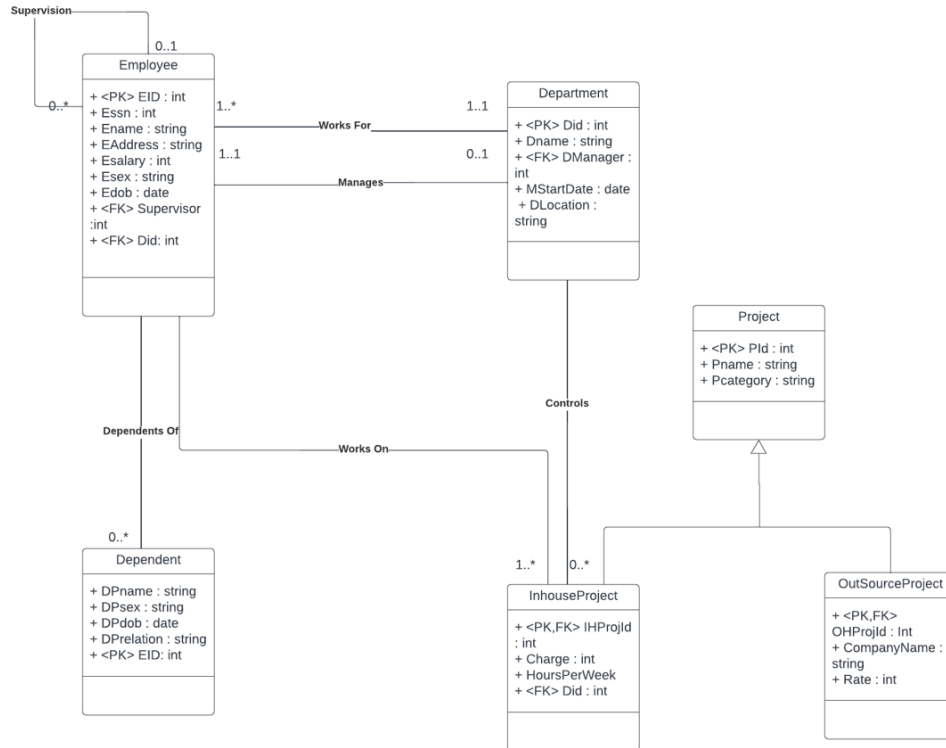 Supervision
0..1
0..*
Employee
+ <PK> EID : int
+ Essn : int
+ Ename : string
+ EAddress : string
+ Esalary : int
+ Esex : string
+ Edob : date
+ <FK> Supervisor
:int
+ <FK> Did: int
1..*
1..1
Works For
1..1
0..1
Manages
Department
+ <PK> Did : int
+ Dname : string
+ <FK> DManager :
int
+ MStartDate : date
+ DLocation :
string
Project
+ <PK> PId : int
+ Pname : string
+ Pcategory : string
Controls
Dependents Of
Works On
0..*
Dependent
+ DPname : string
+ DPsex : string
+ DPdob : date
+ DPrelation : string
+ <PK> EID: int
1..*
0..*
InhouseProject
+ <PK,FK> IHProjId
: int
+ Charge : int
+ HoursPerWeek
+ <FK> Did : int
OutSourceProject
+ <PK,FK>
OHProjId : Int
+ CompanyName :
string
+ Rate : int